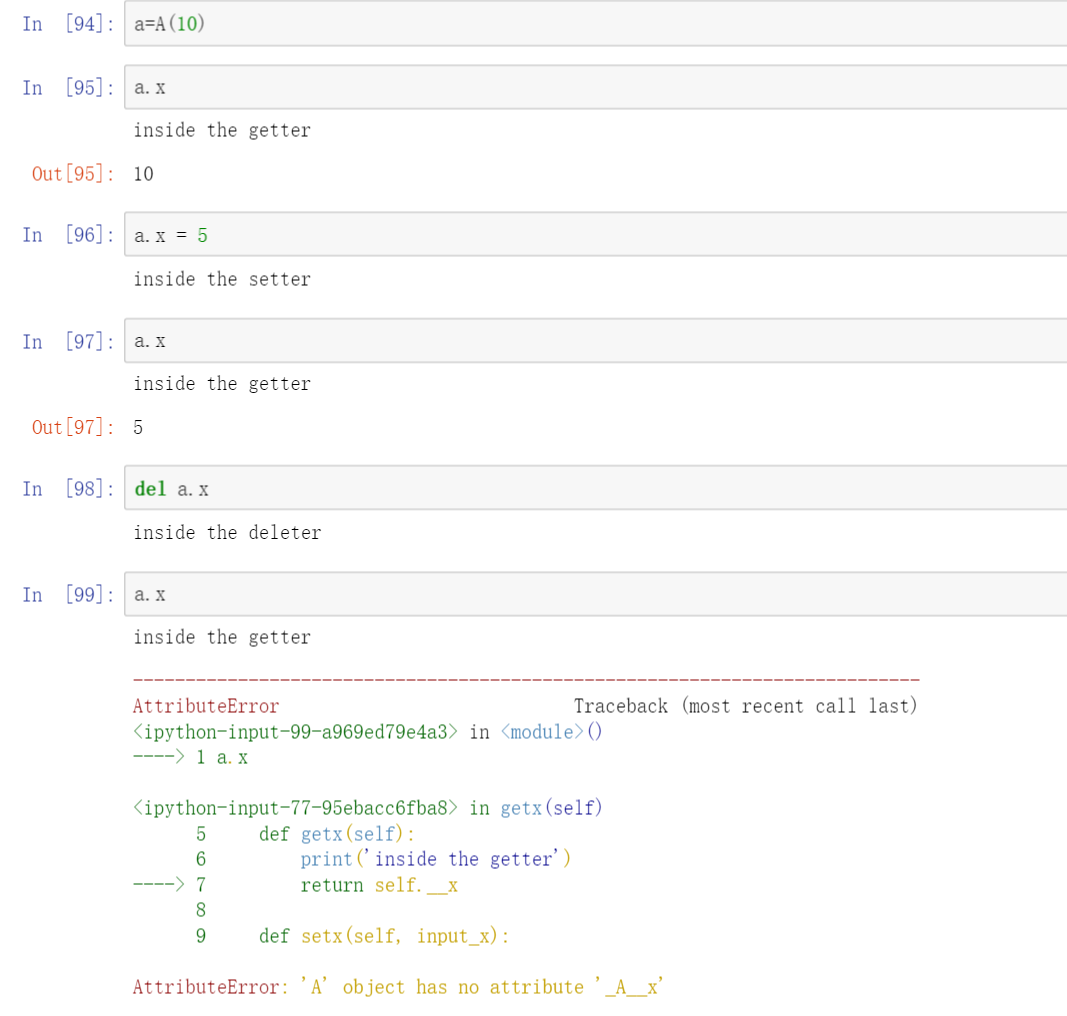 In [94]: a=A(10)
In [95]: a.x
inside the getter
Out[95]: 10
In [96]: a.x = 5
inside the setter
In [97]: a.x
inside the getter
Out[97]: 5
In [98]: del a.x
inside the deleter
In [99]: a.x
inside the getter
---------------------------------------------------------------------------
AttributeError                            Traceback (most recent call last)
<ipython-input-99-a969ed79e4a3> in <module>()
----> 1 a.x

<ipython-input-77-95ebacc6fba8> in getx(self)
      5     def getx(self):
      6         print('inside the getter')
----> 7         return self.__x
      8
      9     def setx(self, input_x):

AttributeError: 'A' object has no attribute '_A__x'